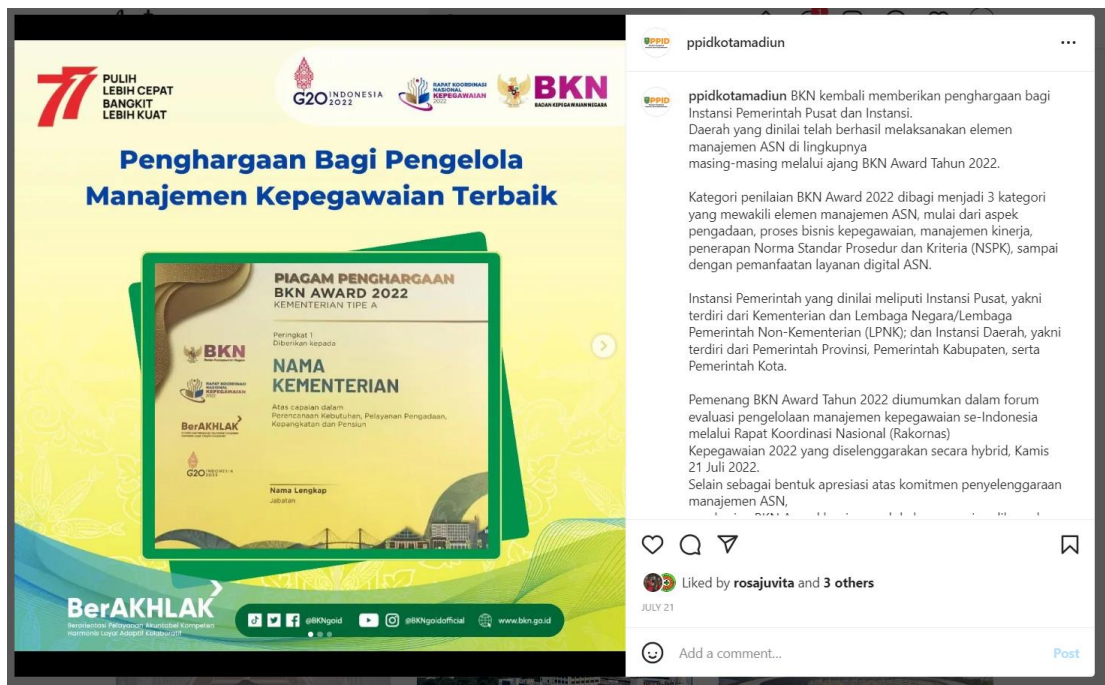 77
PULIH
LEBIH CEPAT
BANGKIT
LEBIH KUAT
G20 INDONESIA
2022
RAPAT KOORDINASI
NASIONAL
KEPEGAWAIAN
2022
BKN
BADAN KEPEGAWAIAN NEGARA
Penghargaan Bagi Pengelola
Manajemen Kepegawaian Terbaik
PIAGAM PENGHARGAAN
BKN AWARD 2022
KEMENTERIAN TIPE A
Peringkat 1
Diberikan kepada
BKN
NAMA
KEMENTERIAN
RAPAT KOORDINASI
NASIONAL
KEPEGAWAIAN
2022
Atas capaian dalam
Perencanaan Kebutuhan, Pelayanan Pengadaan,
Kepangkatan dan Pensiun
BerAKHLAK
G20
Nama Lengkap
Jabatan
BerAKHLAK
Berorientasi Pelayanan Akuntabel Kompeten
Harmonis Loyal Adaptif Kolaboratif
@BKNgoid
@BKNgoidofficial
www.bkn.go.id
PPID
ppidkotamadiun
PPID
ppidkotamadiun BKN kembali memberikan penghargaan bagi
Instansi Pemerintah Pusat dan Instansi.
Daerah yang dinilai telah berhasil melaksanakan elemen
manajemen ASN di lingkupnya
masing-masing melalui ajang BKN Award Tahun 2022.
Kategori penilaian BKN Award 2022 dibagi menjadi 3 kategori
yang mewakili elemen manajemen ASN, mulai dari aspek
pengadaan, proses bisnis kepegawaian, manajemen kinerja,
penerapan Norma Standar Prosedur dan Kriteria (NSPK), sampai
dengan pemanfaatan layanan digital ASN.
Instansi Pemerintah yang dinilai meliputi Instansi Pusat, yakni
terdiri dari Kementerian dan Lembaga Negara/Lembaga
Pemerintah Non-Kementerian (LPNK); dan Instansi Daerah, yakni
terdiri dari Pemerintah Provinsi, Pemerintah Kabupaten, serta
Pemerintah Kota.
Pemenang BKN Award Tahun 2022 diumumkan dalam forum
evaluasi pengelolaan manajemen kepegawaian se-Indonesia
melalui Rapat Koordinasi Nasional (Rakornas)
Kepegawaian 2022 yang diselenggarakan secara hybrid, Kamis
21 Juli 2022.
Selain sebagai bentuk apresiasi atas komitmen penyelenggaraan
manajemen ASN,
Liked by rosajuvita and 3 others
JULY 21
Add a comment...
Post